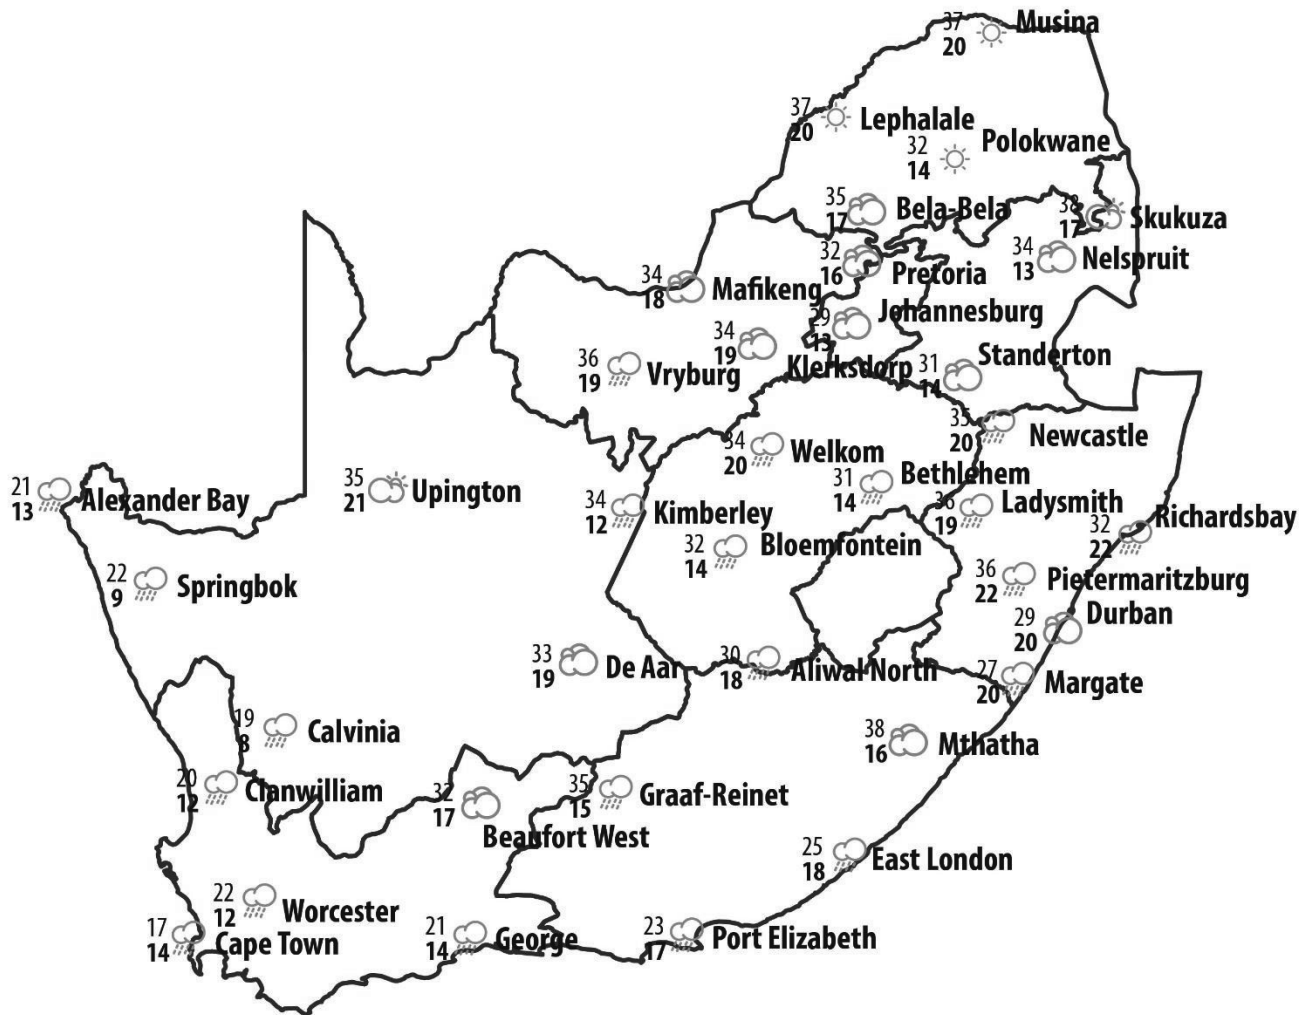 37
20
Musina
37
20
Lephalale
32
14
Polokwane
35
17
Bela-Bela
38
17
Skukuza
32
16
Pretoria
34
13
Nelspruit
34
18
Mafikeng
29
13
Johannesburg
34
19
Klerksdorp
36
19
Vryburg
31
14
Standerton
35
20
Newcastle
34
20
Welkom
31
14
Bethlehem
36
19
Ladysmith
21
13
Alexander Bay
35
21
Upington
34
12
Kimberley
32
14
Bloemfontein
32
22
Richardsbay
22
9
Springbok
36
22
Pietermaritzburg
29
20
Durban
33
19
De Aar
30
18
Aliwal North
27
20
Margate
19
8
Calvinia
38
16
Mthatha
20
12
Clanwilliam
32
17
Beaufort West
35
15
Graaf-Reinet
25
18
East London
22
12
Worcester
17
14
Cape Town
21
14
George
23
17
Port Elizabeth